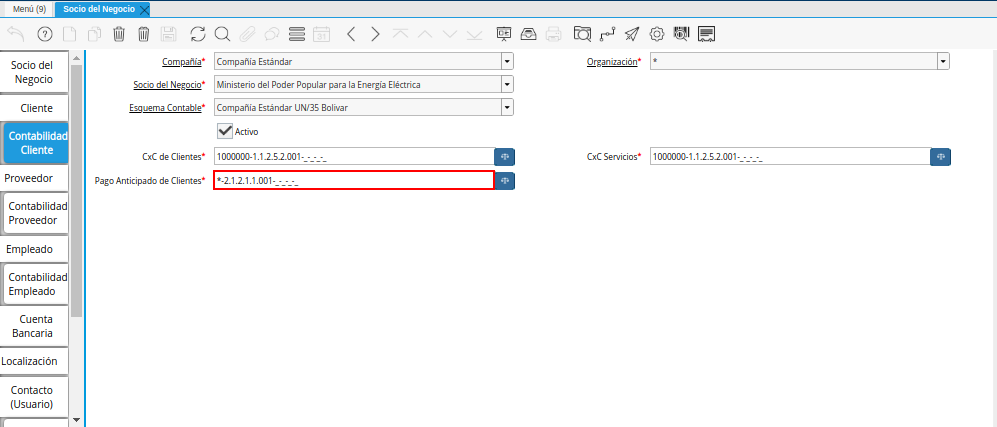 Menú (9)
Socio del Negocio
Socio del
Negocio
Cliente
Contabilidad
Cliente
Proveedor
Contabilidad
Proveedor
Empleado
Contabilidad
Empleado
Cuenta
Bancaria
Localización
Contacto
(Usuario)
Compañía* Compañía Estándar
Organización* *
Socio del Negocio* Ministerio del Poder Popular para la Energía Eléctrica
Esquema Contable* Compañía Estándar UN/35 Bolivar
Activo
CxC de Clientes* 1000000-1.1.2.5.2.001-_-_-_-_
CxC Servicios* 1000000-1.1.2.5.2.001-_-_-_-_
Pago Anticipado de Clientes* *-2.1.2.1.1.001-_-_-_-_